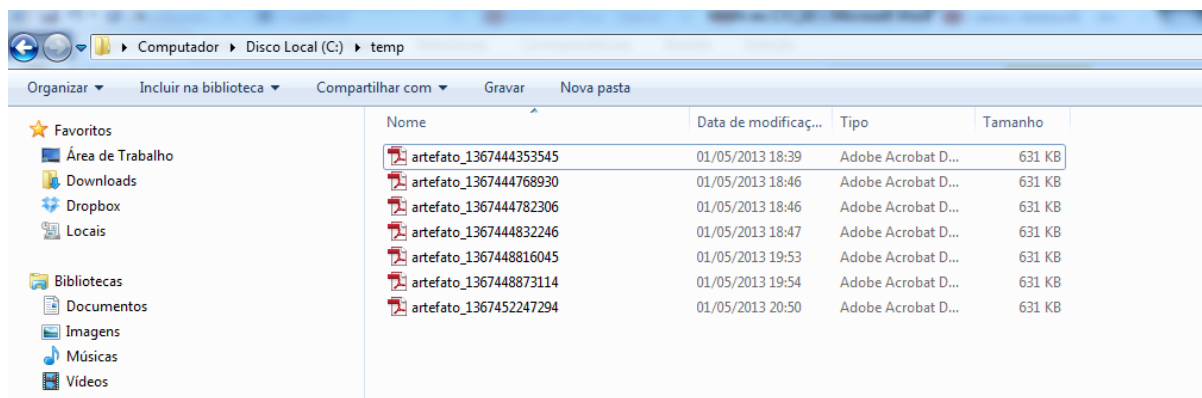 Computador ▸ Disco Local (C:) ▸ temp
Organizar Incluir na biblioteca Compartilhar com Gravar Nova pasta
Favoritos
Área de Trabalho
Downloads
Dropbox
Locais
Bibliotecas
Documentos
Imagens
Músicas
Vídeos
Nome Data de modificaç... Tipo Tamanho
artefato_1367444353545 01/05/2013 18:39 Adobe Acrobat D... 631 KB
artefato_1367444768930 01/05/2013 18:46 Adobe Acrobat D... 631 KB
artefato_1367444782306 01/05/2013 18:46 Adobe Acrobat D... 631 KB
artefato_1367444832246 01/05/2013 18:47 Adobe Acrobat D... 631 KB
artefato_1367448816045 01/05/2013 19:53 Adobe Acrobat D... 631 KB
artefato_1367448873114 01/05/2013 19:54 Adobe Acrobat D... 631 KB
artefato_1367452247294 01/05/2013 20:50 Adobe Acrobat D... 631 KB